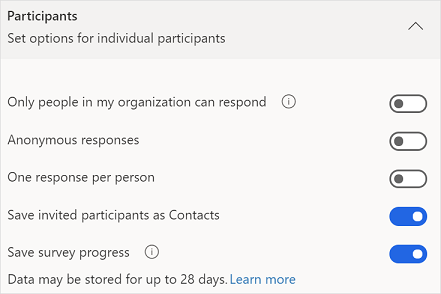 Participants
Set options for individual participants
Only people in my organization can respond
Anonymous responses
One response per person
Save invited participants as Contacts
Save survey progress
Data may be stored for up to 28 days. Learn more